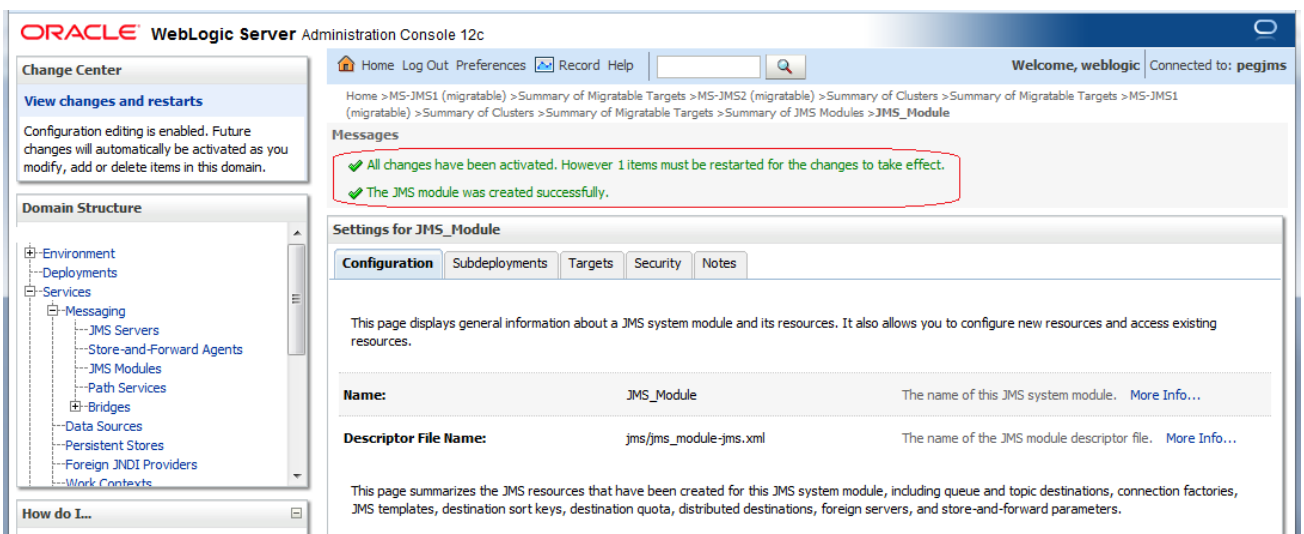 ORACLE WebLogic Server Administration Console 12c
Change Center
View changes and restarts
Configuration editing is enabled. Future
changes will automatically be activated as you
modify, add or delete items in this domain.
Domain Structure
Environment
Deployments
Services
Messaging
JMS Servers
Store-and-Forward Agents
JMS Modules
Path Services
Bridges
Data Sources
Persistent Stores
Foreign JNDI Providers
Work Contexts
How do I...
Home Log Out Preferences Record Help
Welcome, weblogic Connected to: pegjms
Home >MS-JMS1 (migratable) >Summary of Migratable Targets >MS-JMS2 (migratable) >Summary of Clusters >Summary of Migratable Targets >MS-JMS1
(migratable) >Summary of Clusters >Summary of Migratable Targets >Summary of JMS Modules >JMS_Module
Messages
All changes have been activated. However 1 items must be restarted for the changes to take effect.
The JMS module was created successfully.
Settings for JMS_Module
Configuration Subdeployments Targets Security Notes
This page displays general information about a JMS system module and its resources. It also allows you to configure new resources and access existing
resources.
Name: JMS_Module The name of this JMS system module. More Info...
Descriptor File Name: jms/jms_module-jms.xml The name of the JMS module descriptor file. More Info...
This page summarizes the JMS resources that have been created for this JMS system module, including queue and topic destinations, connection factories,
JMS templates, destination sort keys, destination quota, distributed destinations, foreign servers, and store-and-forward parameters.